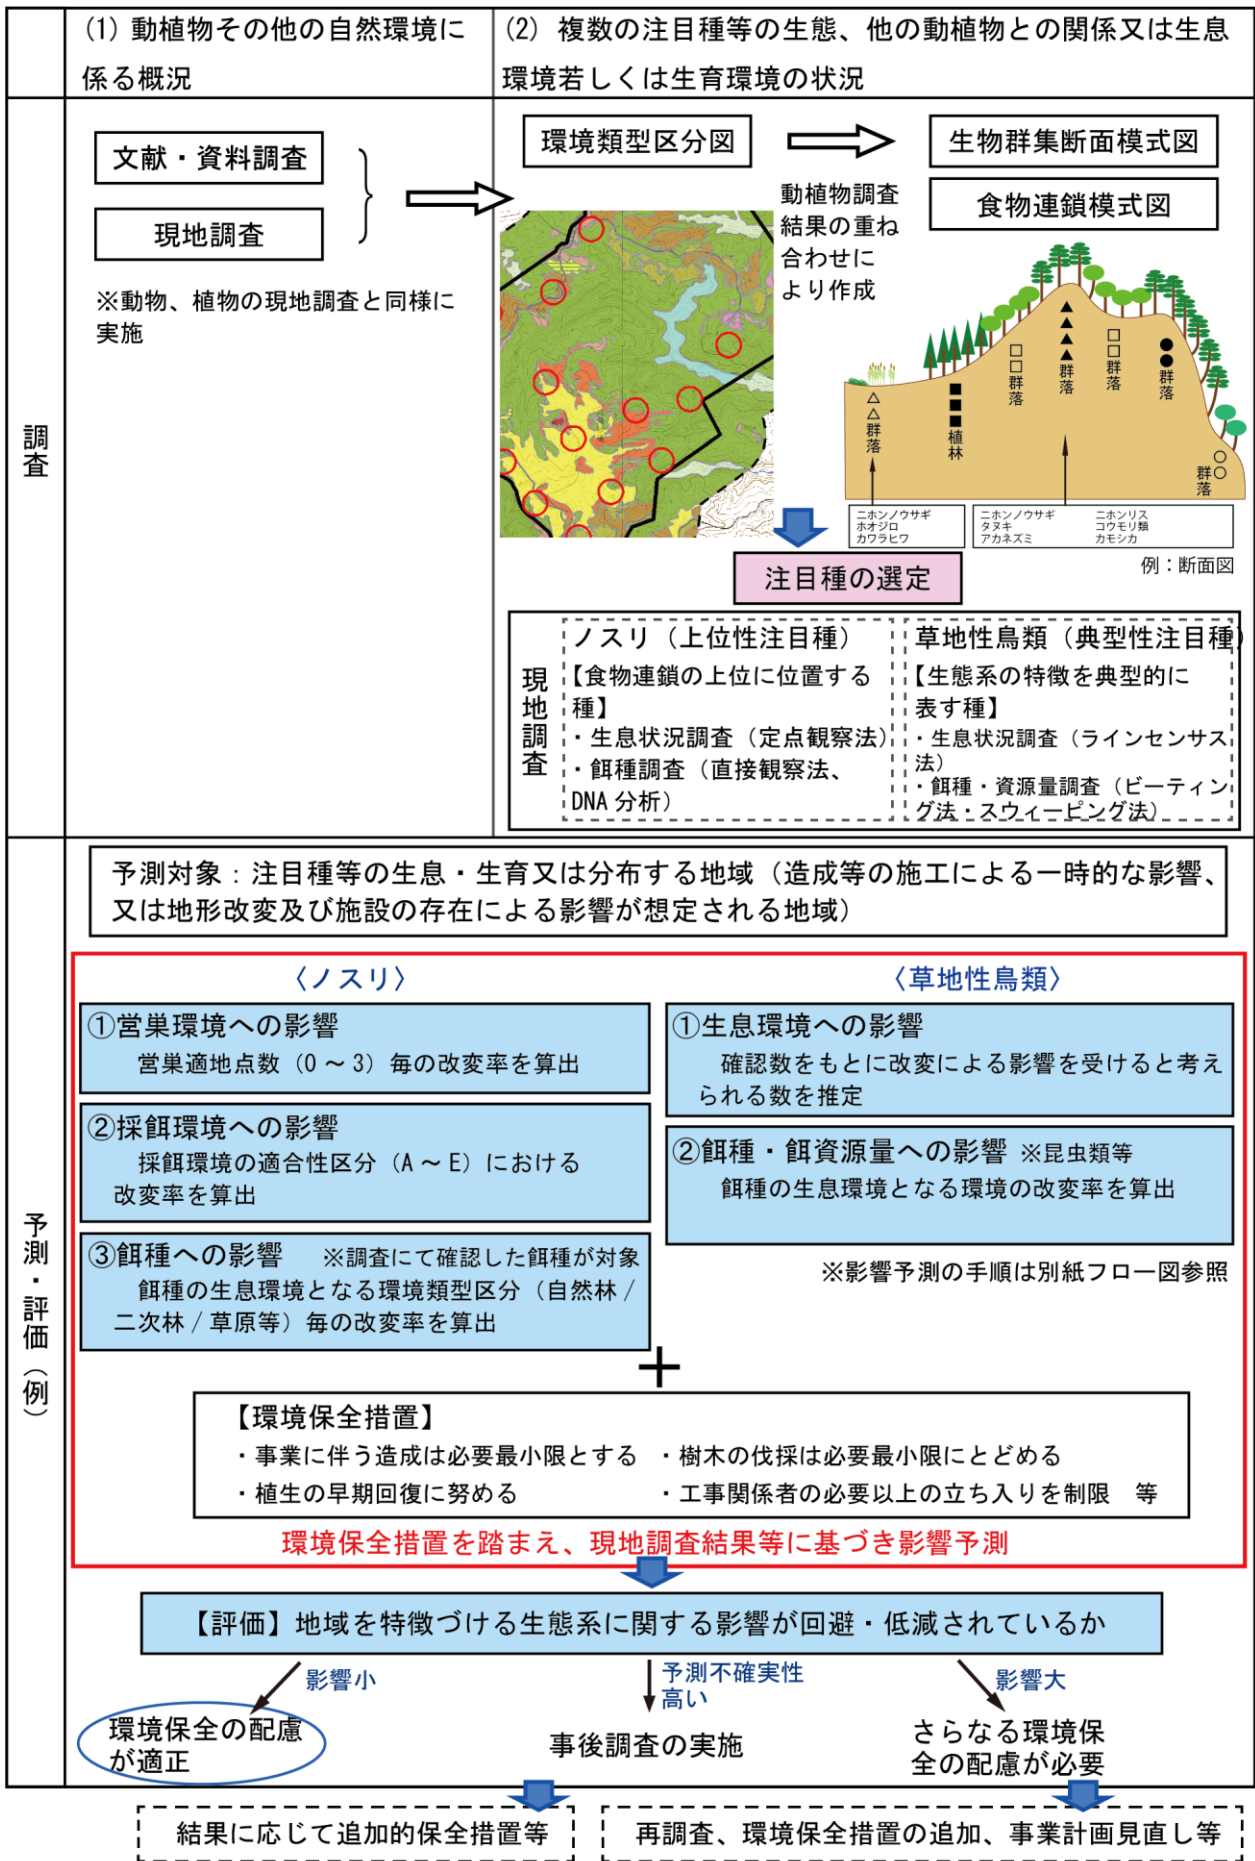 (1) 動植物その他の自然環境に
係る概況
(2) 複数の注目種等の生態、他の動植物との関係又は生息
環境若しくは生育環境の状況
調査
文献・資料調査
現地調査
※動物、植物の現地調査と同様に
実施
環境類型区分図
生物群集断面模式図
食物連鎖模式図
動植物調査
結果の重ね
合わせに
より作成
△△群落
■■■植林
□□群落
▲▲▲▲群落
□□群落
●●群落
○○群落
ニホンノウサギ
ホオジロ
カワラヒワ
ニホンノウサギ ニホンリス
タヌキ コウモリ類
アカネズミ カモシカ
例：断面図
注目種の選定
現地調査
ノスリ（上位性注目種）
【食物連鎖の上位に位置する
種】
・生息状況調査（定点観察法）
・餌種調査（直接観察法、
DNA 分析）
草地性鳥類（典型性注目種）
【生態系の特徴を典型的に
表す種】
・生息状況調査（ラインセンサス
法）
・餌種・資源量調査（ビーティン
グ法・スウィーピング法）
予測・評価（例）
予測対象：注目種等の生息・生育又は分布する地域（造成等の施工による一時的な影響、
又は地形改変及び施設の存在による影響が想定される地域）
〈ノスリ〉
①営巣環境への影響
営巣適地点数（0 ～ 3）毎の改変率を算出
②採餌環境への影響
採餌環境の適合性区分（A ～ E）における
改変率を算出
③餌種への影響 ※調査にて確認した餌種が対象
餌種の生息環境となる環境類型区分（自然林 /
二次林 / 草原等）毎の改変率を算出
〈草地性鳥類〉
①生息環境への影響
確認数をもとに改変による影響を受けると考え
られる数を推定
②餌種・餌資源量への影響 ※昆虫類等
餌種の生息環境となる環境の改変率を算出
※影響予測の手順は別紙フロー図参照
＋
【環境保全措置】
・事業に伴う造成は必要最小限とする ・樹木の伐採は必要最小限にとどめる
・植生の早期回復に努める ・工事関係者の必要以上の立ち入りを制限 等
環境保全措置を踏まえ、現地調査結果等に基づき影響予測
【評価】地域を特徴づける生態系に関する影響が回避・低減されているか
影響小
予測不確実性
高い
影響大
環境保全の配慮
が適正
事後調査の実施
さらなる環境保
全の配慮が必要
結果に応じて追加的保全措置等
再調査、環境保全措置の追加、事業計画見直し等